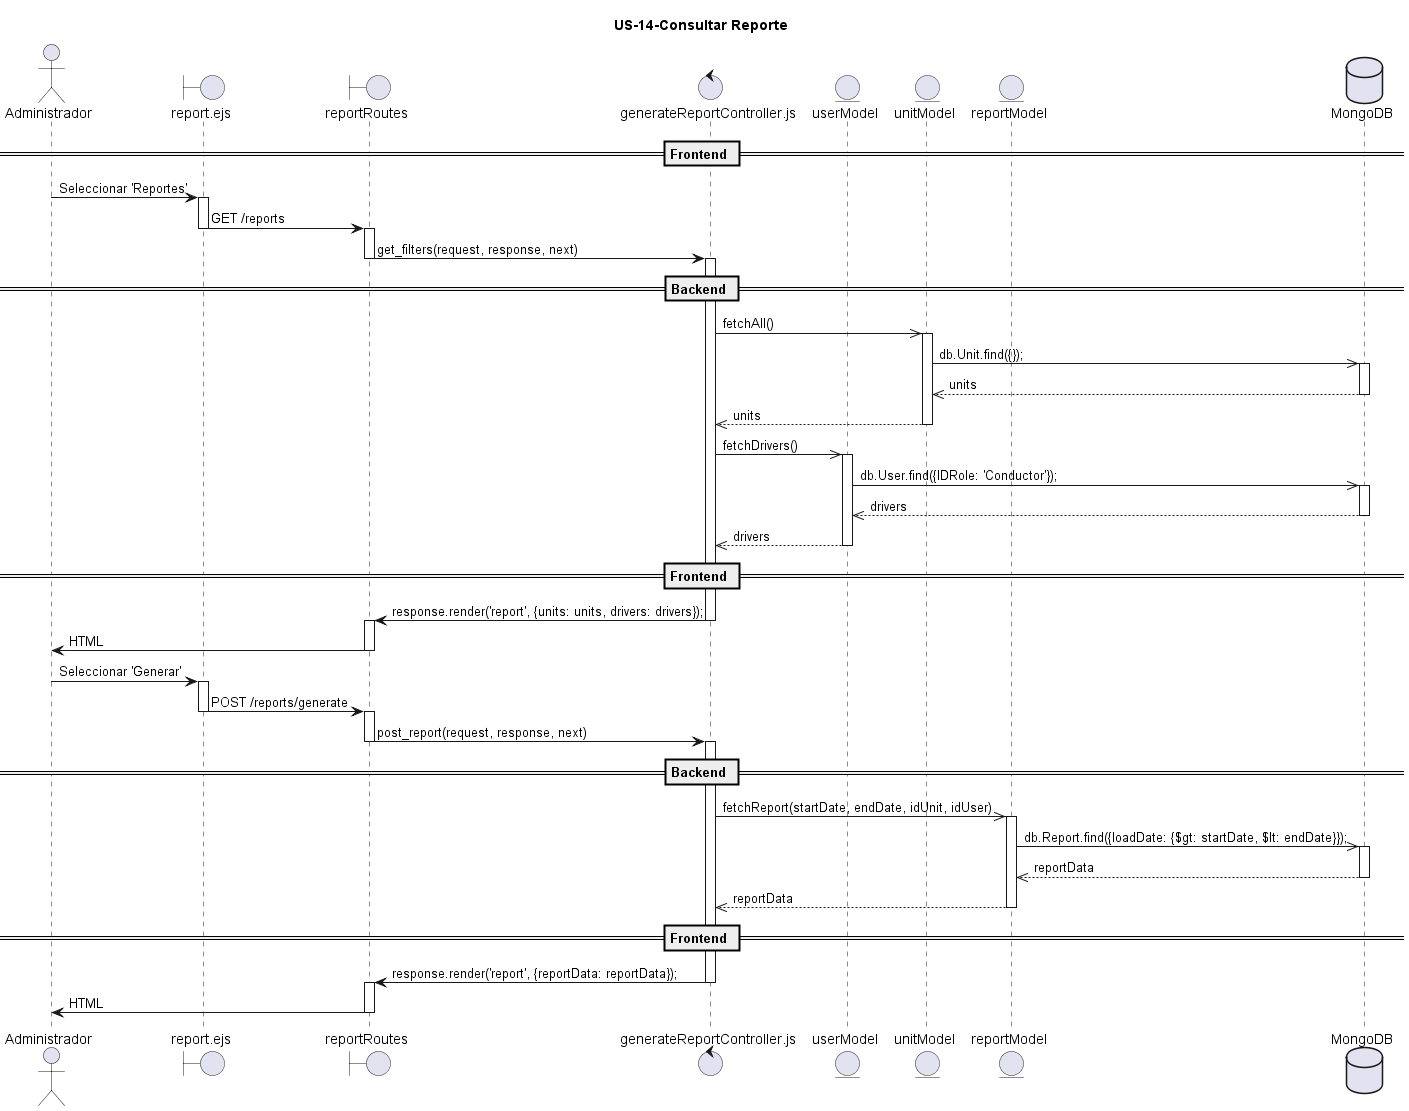 US-14-Consultar Reporte
Administrador report.ejs reportRoutes generateReportController.js userModel unitModel reportModel MongoDB
Frontend
Seleccionar 'Reportes'
GET /reports
get_filters(request, response, next)
Backend
fetchAll()
db.Unit.find({});
units
units
fetchDrivers()
db.User.find({IDRole: 'Conductor'});
drivers
drivers
Frontend
response.render('report', {units: units, drivers: drivers});
HTML
Seleccionar 'Generar'
POST /reports/generate
post_report(request, response, next)
Backend
fetchReport(startDate, endDate, idUnit, idUser)
db.Report.find({loadDate: {$gt: startDate, $lt: endDate}});
reportData
reportData
Frontend
response.render('report', {reportData: reportData});
HTML
Administrador report.ejs reportRoutes generateReportController.js userModel unitModel reportModel MongoDB